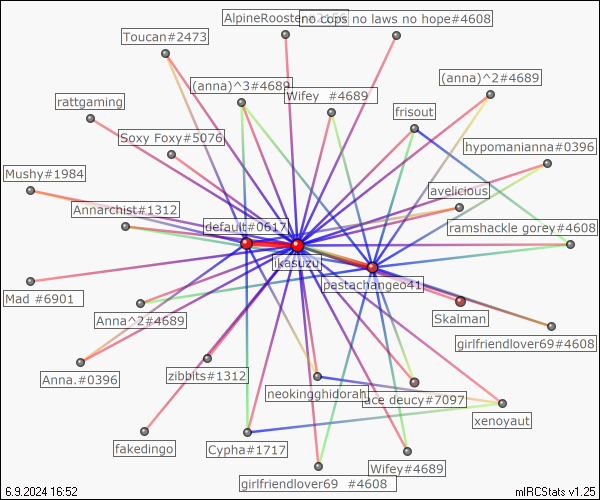 AlpineRooster#2156
no cops no laws no hope#4608
Toucan#2473
(anna)^3#4689
Wifey  #4689
(anna)^2#4689
rattgaming
frisout
Soxy Foxy#5076
hypomanianna#0396
Mushy#1984
avelicious
Annarchist#1312
default#0617
ramshackle gorey#4608
ikasuzu
pastachangeo41
Mad #6901
Anna^2#4689
Skalman
girlfriendlover69#4608
Anna.#0396
zibbits#1312
neokingghidorah
ace deucy#7097
xenoyaut
fakedingo
Cypha#1717
Wifey#4689
girlfriendlover69  #4608
6.9.2024 16:52
mIRCStats v1.25